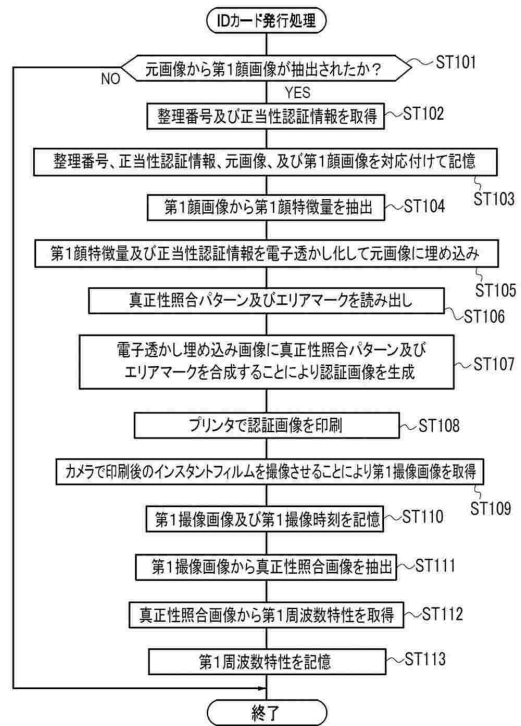 IDカード発行処理
元画像から第1顔画像が抽出されたか？
ST101
NO
YES
整理番号及び正当性認証情報を取得
ST102
整理番号、正当性認証情報、元画像、及び第1顔画像を対応付けて記憶
ST103
第1顔画像から第1顔特徴量を抽出
ST104
第1顔特徴量及び正当性認証情報を電子透かし化して元画像に埋め込み
ST105
真正性照合パターン及びエリアマークを読み出し
ST106
電子透かし埋め込み画像に真正性照合パターン及び
エリアマークを合成することにより認証画像を生成
ST107
プリンタで認証画像を印刷
ST108
カメラで印刷後のインスタントフィルムを撮像させることにより第1撮像画像を取得
ST109
第1撮像画像及び第1撮像時刻を記憶
ST110
第1撮像画像から真正性照合画像を抽出
ST111
真正性照合画像から第1周波数特性を取得
ST112
第1周波数特性を記憶
ST113
終了